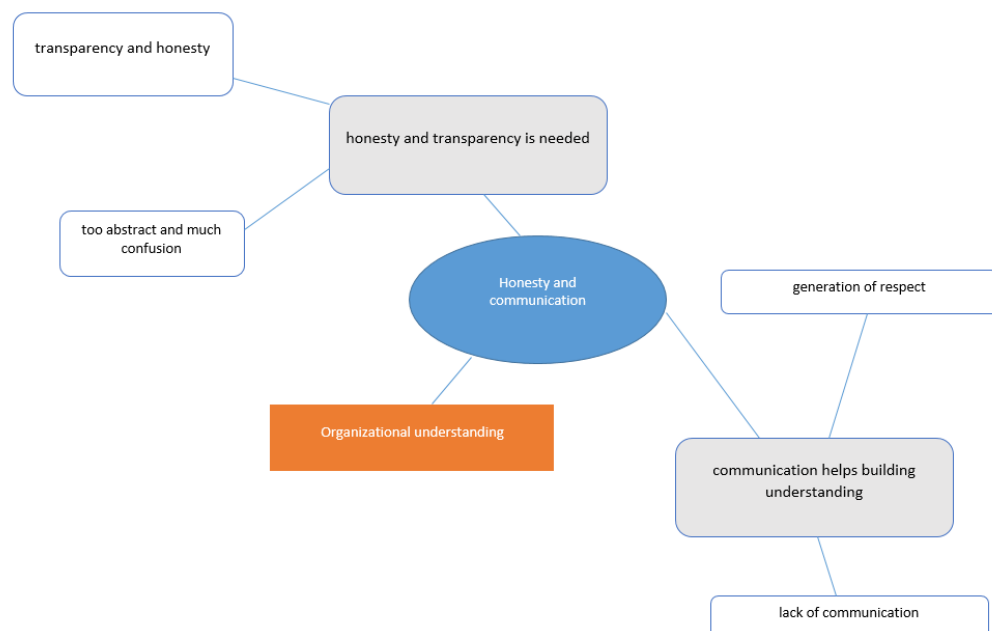 transparency and honesty
honesty and transparency is needed
too abstract and much
confusion
Honesty and
communication
generation of respect
Organizational understanding
communication helps building
understanding
lack of communication